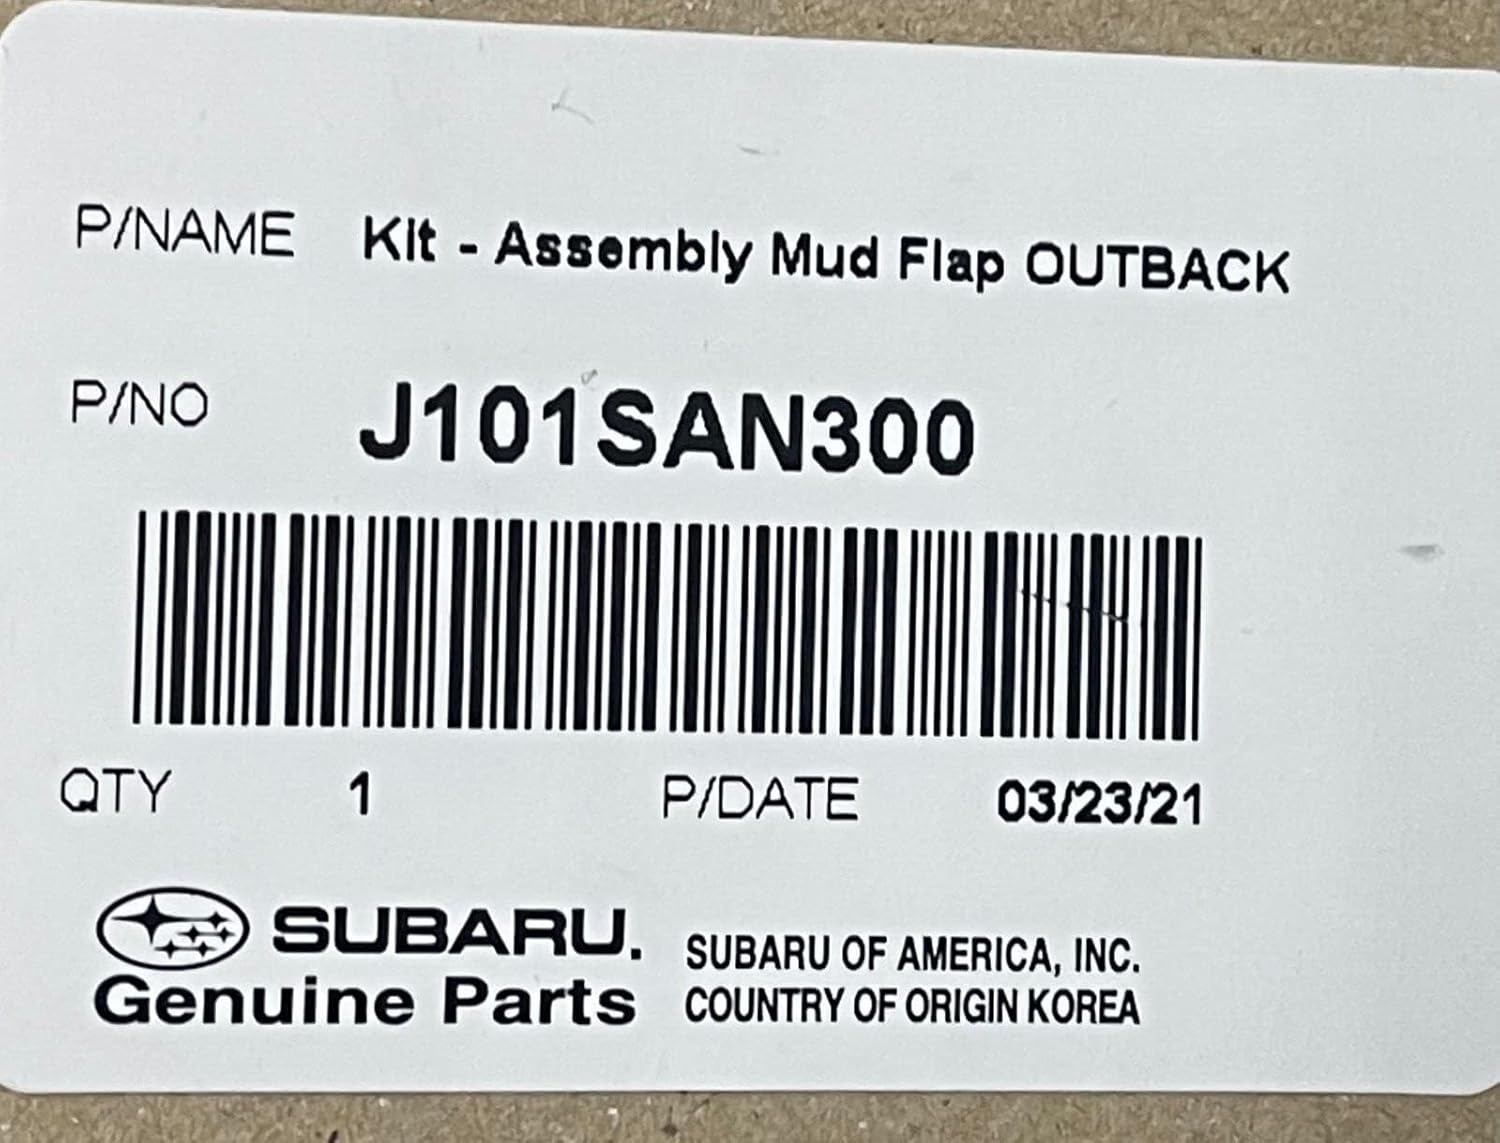 P/NAME Kit - Assembly Mud Flap OUTBACK
P/NO J101SAN300
QTY 1 P/DATE 03/23/21
SUBARU.
Genuine Parts
SUBARU OF AMERICA, INC.
COUNTRY OF ORIGIN KOREA